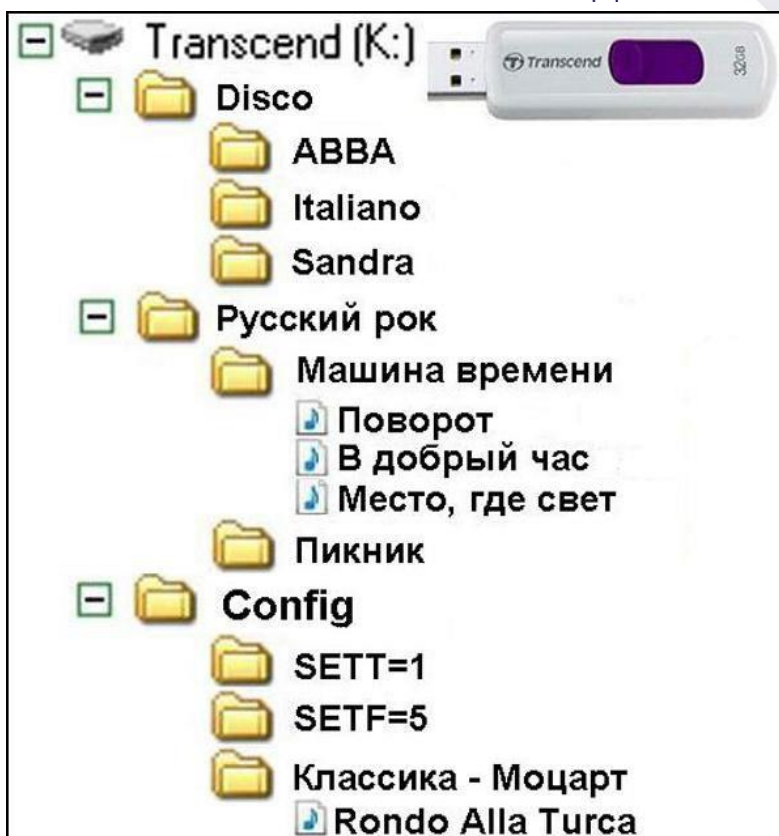 Transcend (K:)
Transcend
32GB
Disco
ABBA
Italiano
Sandra
Русский рок
Машина времени
Поворот
В добрый час
Место, где свет
Пикник
Config
SETT=1
SETF=5
Классика - Моцарт
Rondo Alla Turca